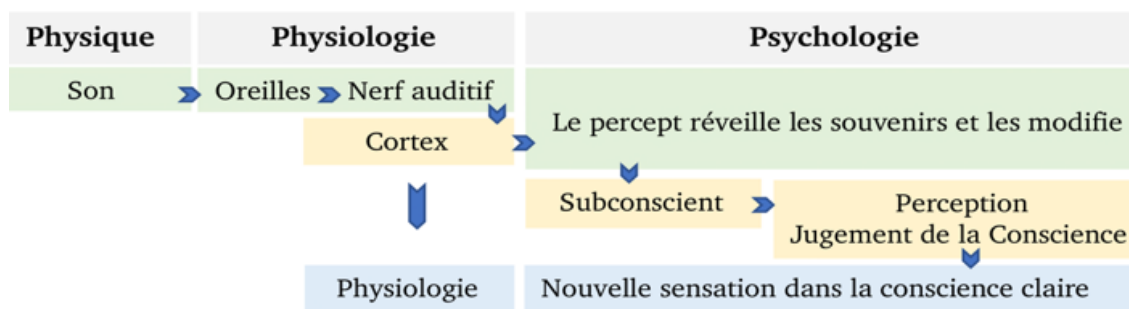 Physique Physiologie Psychologie
Son Oreilles Nerf auditif
Le percept réveille les souvenirs et les modifie
Cortex
Subconscient
Perception
Jugement de la Conscience
Physiologie Nouvelle sensation dans la conscience claire